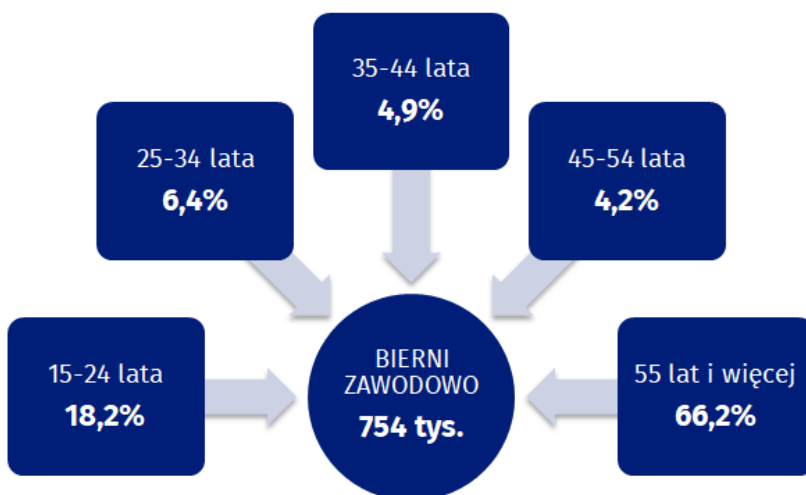 35-44 lata
4,9%
25-34 lata
6,4%
45-54 lata
4,2%
15-24 lata
18,2%
BIERNI
ZAWODOWO
754 tys.
55 lat i więcej
66,2%